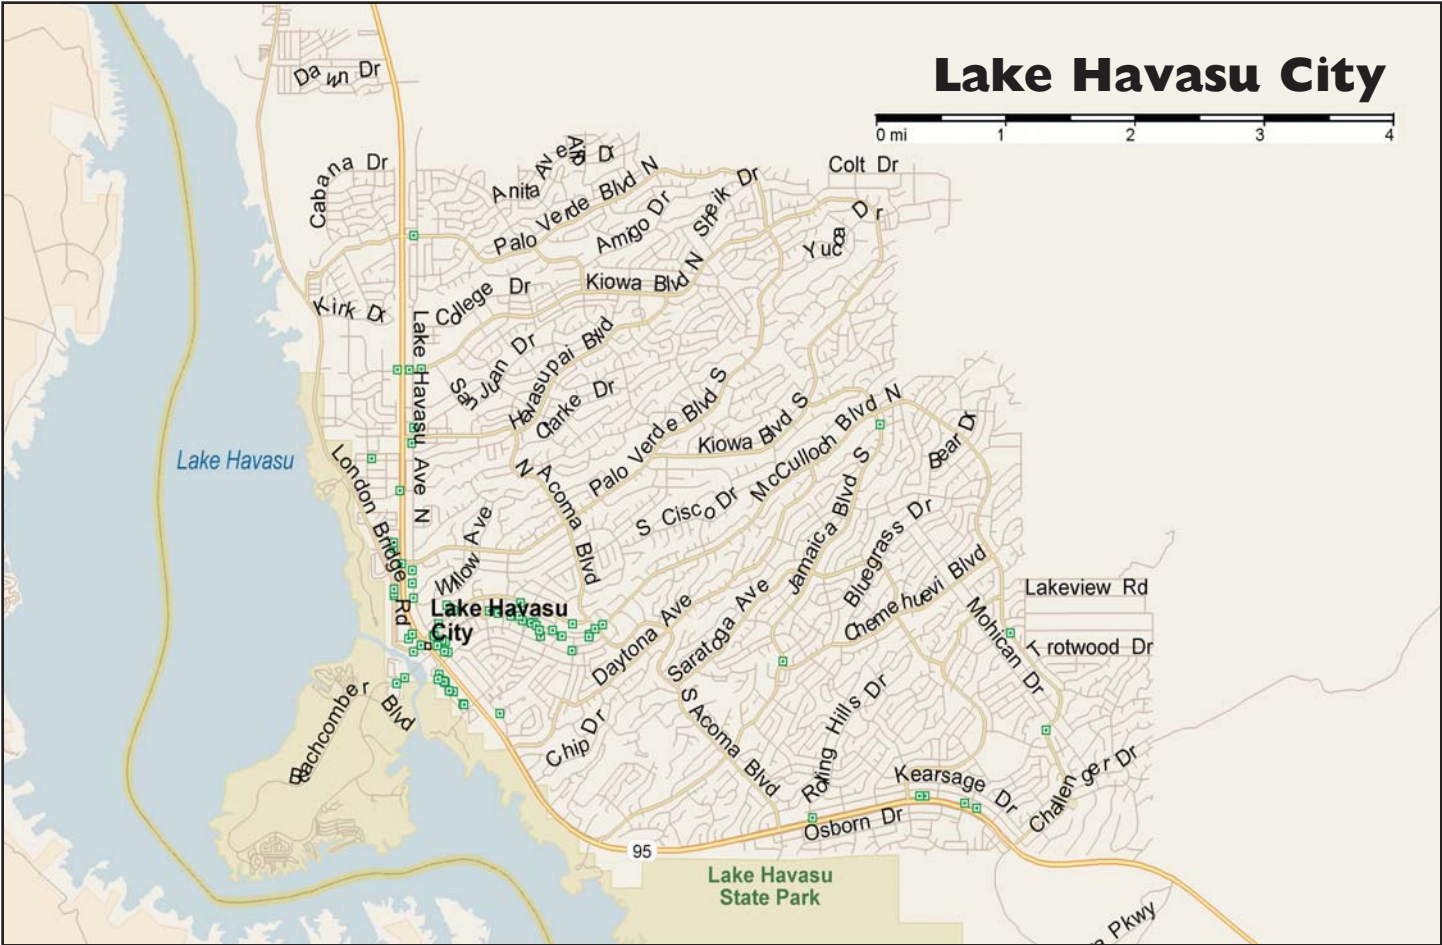 Lake Havasu City
0 mi 1 2 3 4
Dawn Dr
Cabana Dr
Anita Ave
Dr
Palo Verde Blvd N
Amigo Dr
Sheik Dr
Colt Dr
Yucca Dr
Kirk Dr
College Dr
Kiowa Blvd N
Lake Havasu Ave N
San Juan Dr
Havasupai Blvd
Clarke Dr
Palo Verde Blvd S
Kiowa Blvd S
McCulloch Blvd N
Bear Dr
Lake Havasu
London Bridge Rd
N Acoma Blvd
S Cisco Dr
Jamaica Blvd S
Bluegrass Dr
Willow Ave
Chemehuevi Blvd
Lakeview Rd
Lake Havasu
City
Daytona Ave
Saratoga Ave
Mohican Dr
Trotwood Dr
Beachcomber Blvd
Chip Dr
S Acoma Blvd
Rolling Hills Dr
Kearsage Dr
Challenger Dr
Osborn Dr
95
Lake Havasu
State Park
Pkwy